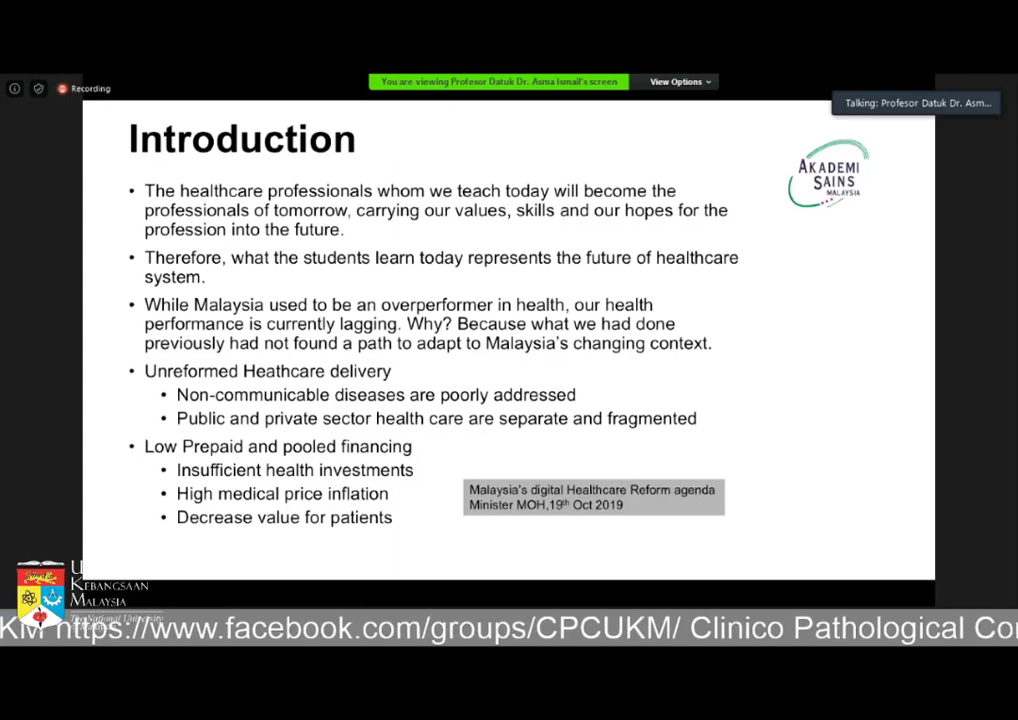 You are viewing Profesor Datuk Dr. Asma Ismail's screen
View Options
Recording
Talking: Profesor Datuk Dr. Asm...
Introduction
AKADEMI
SAINS
MALAYSIA
• The healthcare professionals whom we teach today will become the
professionals of tomorrow, carrying our values, skills and our hopes for the
profession into the future.
• Therefore, what the students learn today represents the future of healthcare
system.
• While Malaysia used to be an overperformer in health, our health
performance is currently lagging. Why? Because what we had done
previously had not found a path to adapt to Malaysia's changing context.
• Unreformed Heathcare delivery
• Non-communicable diseases are poorly addressed
• Public and private sector health care are separate and fragmented
• Low Prepaid and pooled financing
• Insufficient health investments
• High medical price inflation
• Decrease value for patients
Malaysia's digital Healthcare Reform agenda
Minister MOH,19th Oct 2019
U
KEBANGSAAN
MALAYSIA
The National University
KM https://www.facebook.com/groups/CPCUKM/ Clinico Pathological Co